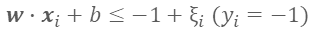 w · xᵢ + b ≤ −1 + ξᵢ (yᵢ = −1)